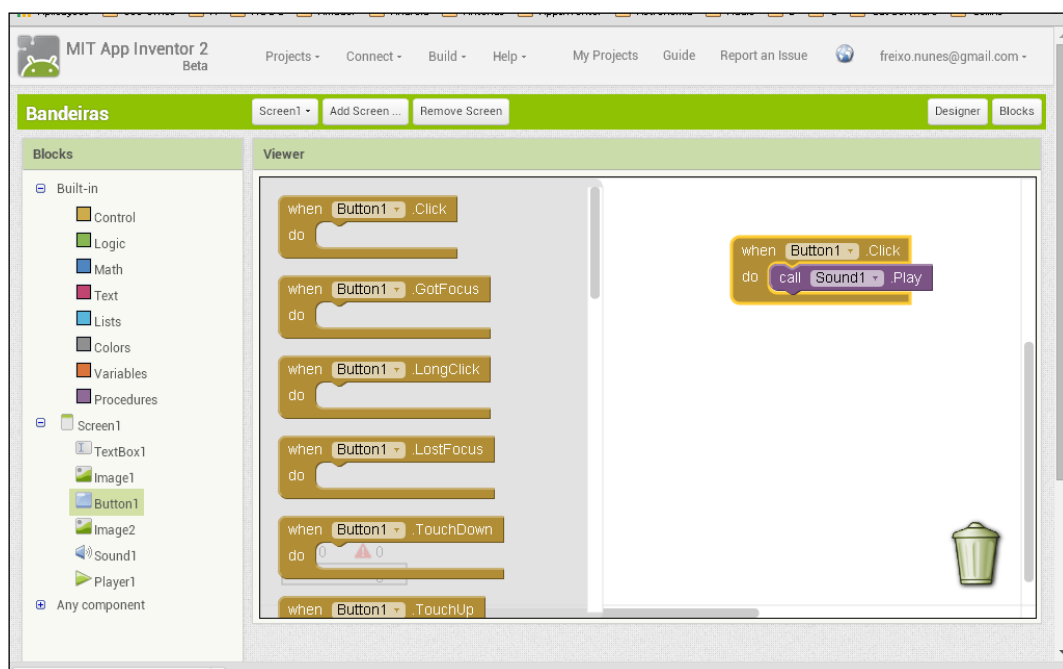 MIT App Inventor 2
Beta
Projects Connect Build Help My Projects Guide Report an Issue freixo.nunes@gmail.com
Bandeiras
Screen1 Add Screen ... Remove Screen Designer Blocks
Blocks
Viewer
Built-in
Control
Logic
Math
Text
Lists
Colors
Variables
Procedures
Screen1
TextBox1
Image1
Button1
Image2
Sound1
Player1
Any component
when Button1 .Click
do
when Button1 .GotFocus
do
when Button1 .LongClick
do
when Button1 .LostFocus
do
when Button1 .TouchDown
do
0 0
when Button1 .TouchUp
when Button1 .Click
do call Sound1 .Play